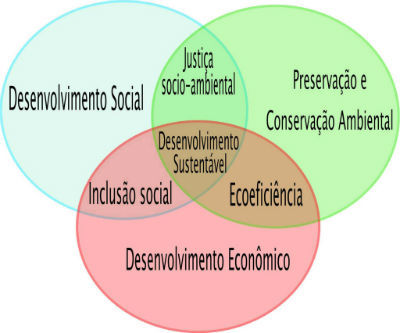 Justiça
socio-ambiental
Desenvolvimento Social
Preservação e
Conservação Ambiental
Desenvolvimento
Sustentável
Inclusão social
Ecoeficiência
Desenvolvimento Econômico